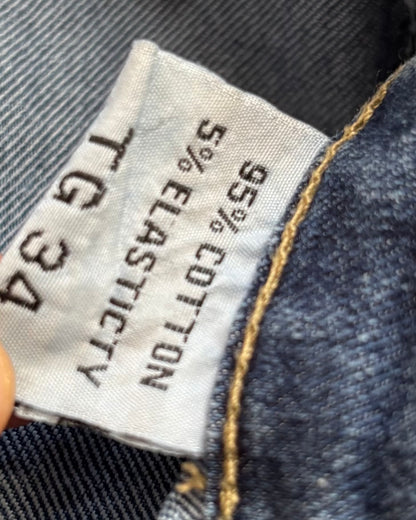 95% COTTON
5% ELASTICTY
TG 34